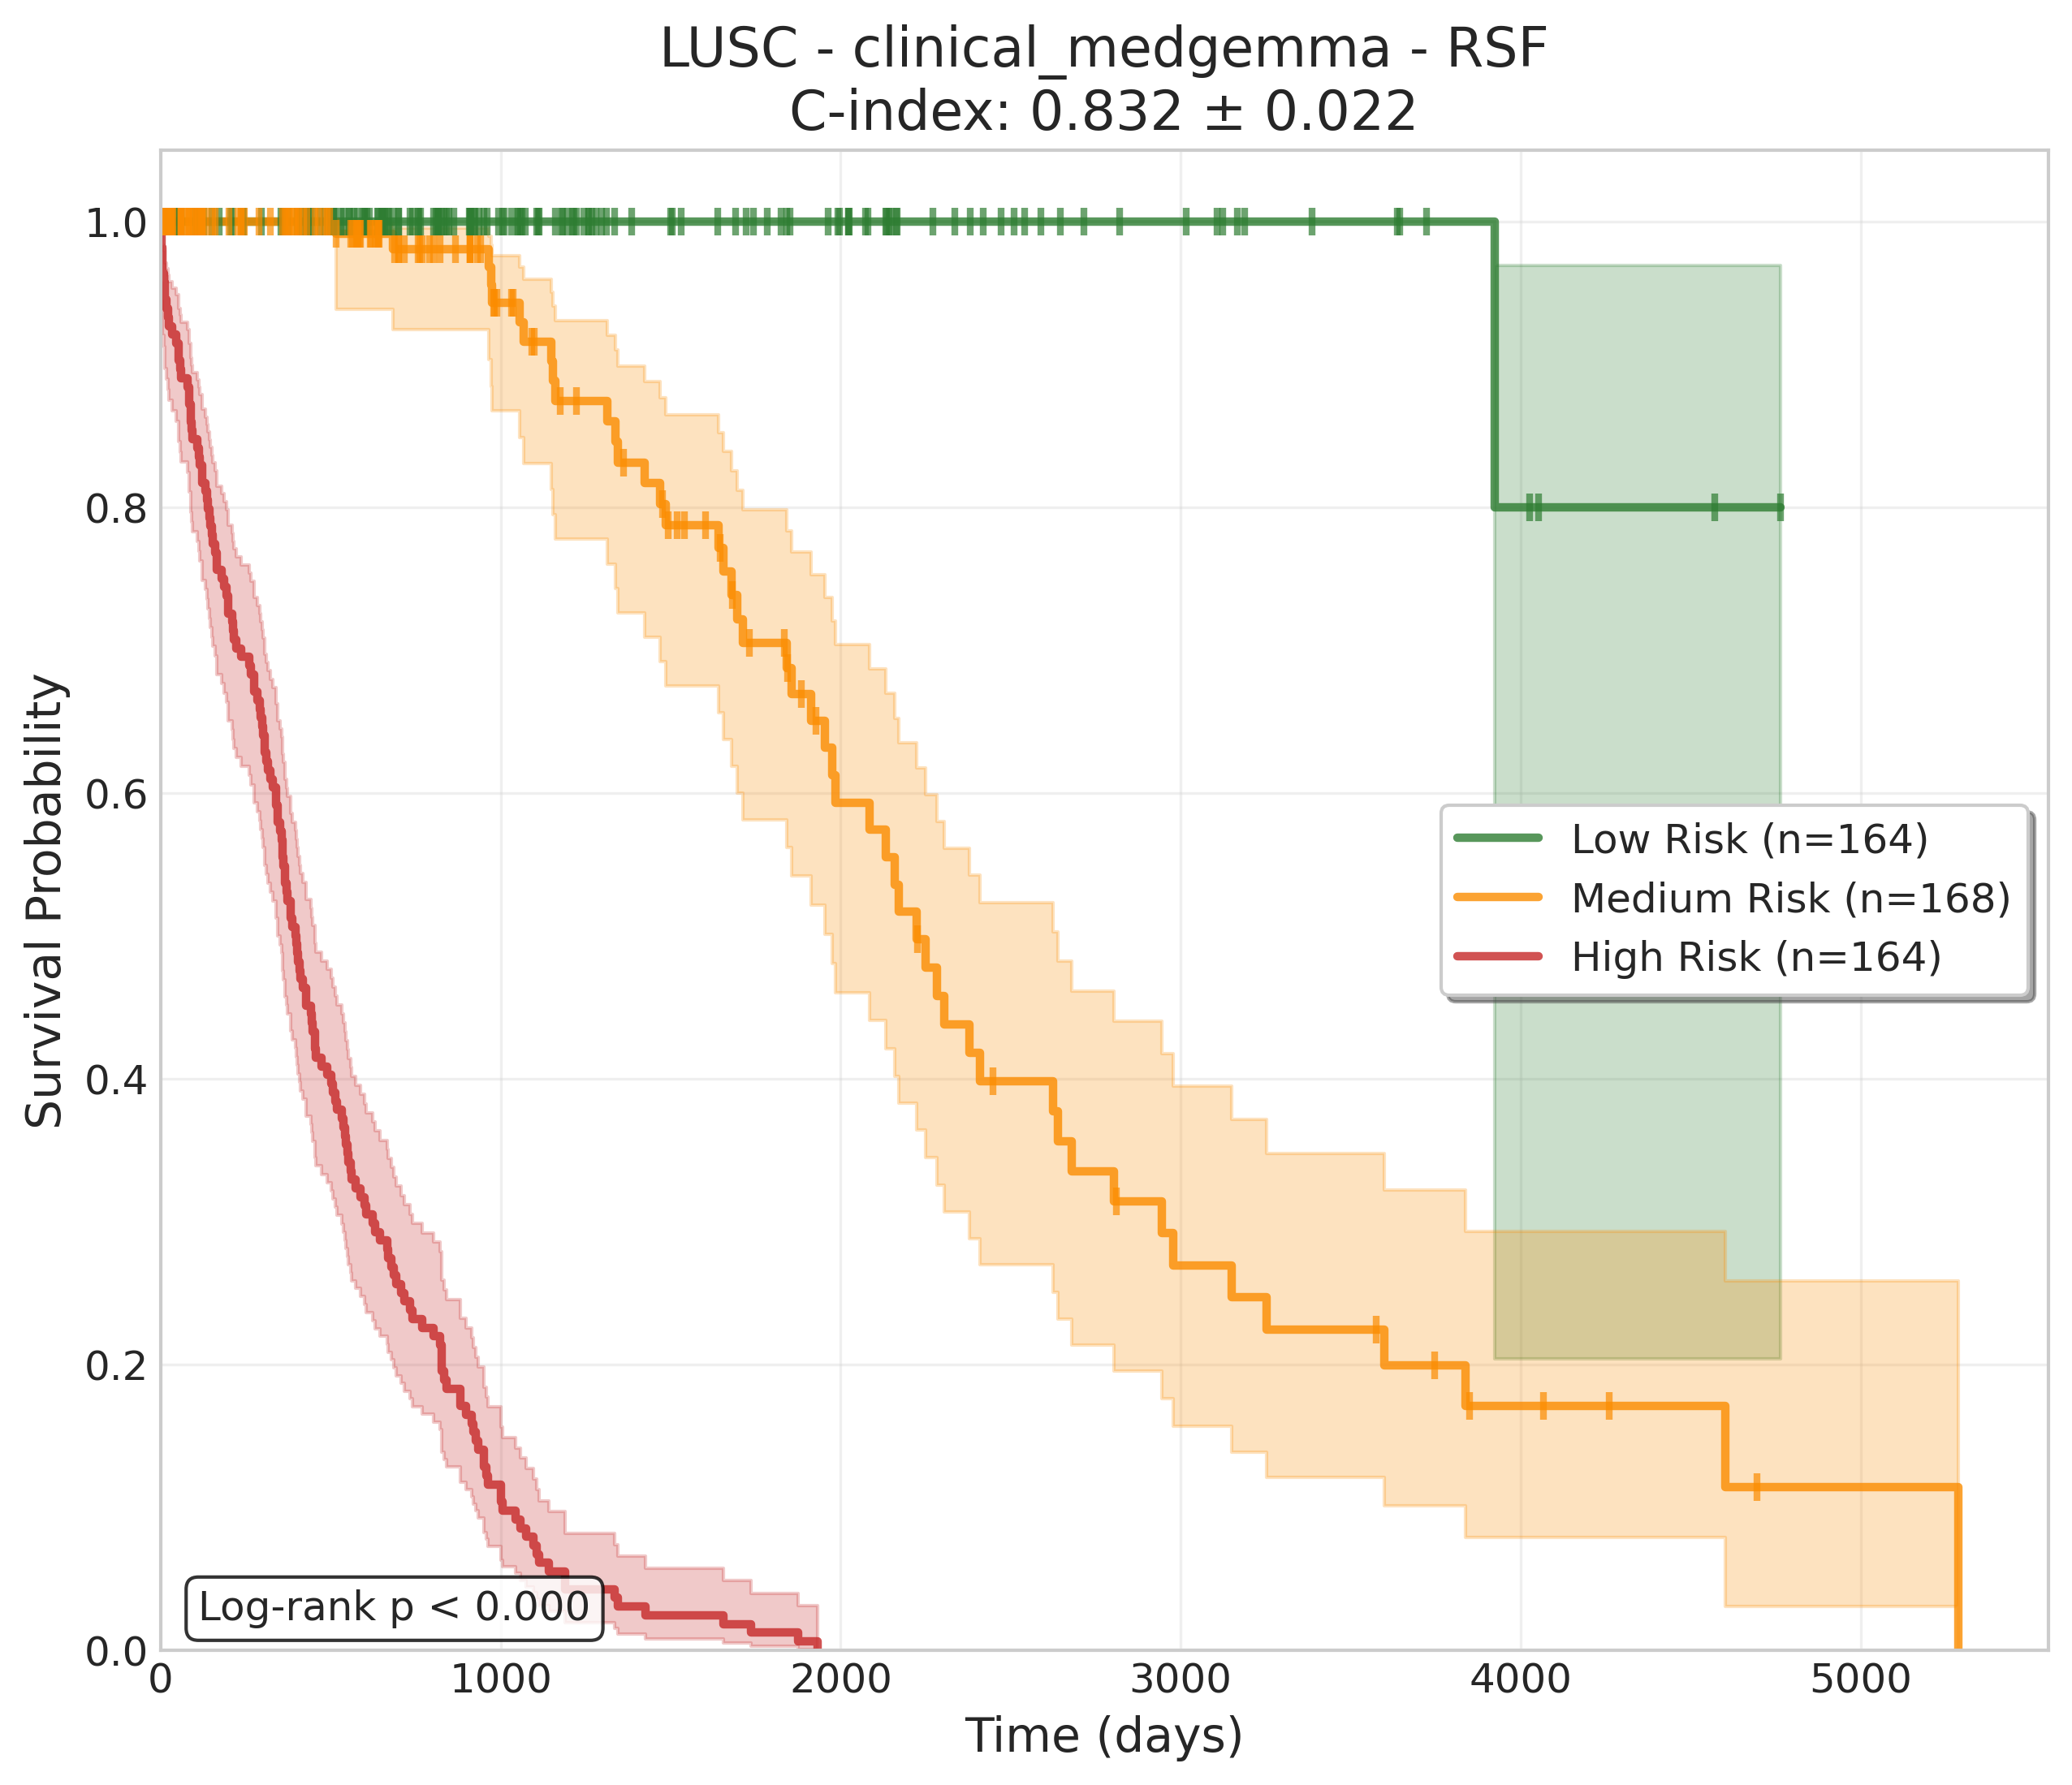 LUSC - clinical_medgemma - RSF
C-index: 0.832 ± 0.022
Survival Probability
1.0
0.8
0.6
0.4
0.2
0.0
Low Risk (n=164)
Medium Risk (n=168)
High Risk (n=164)
Log-rank p < 0.000
0 1000 2000 3000 4000 5000
Time (days)